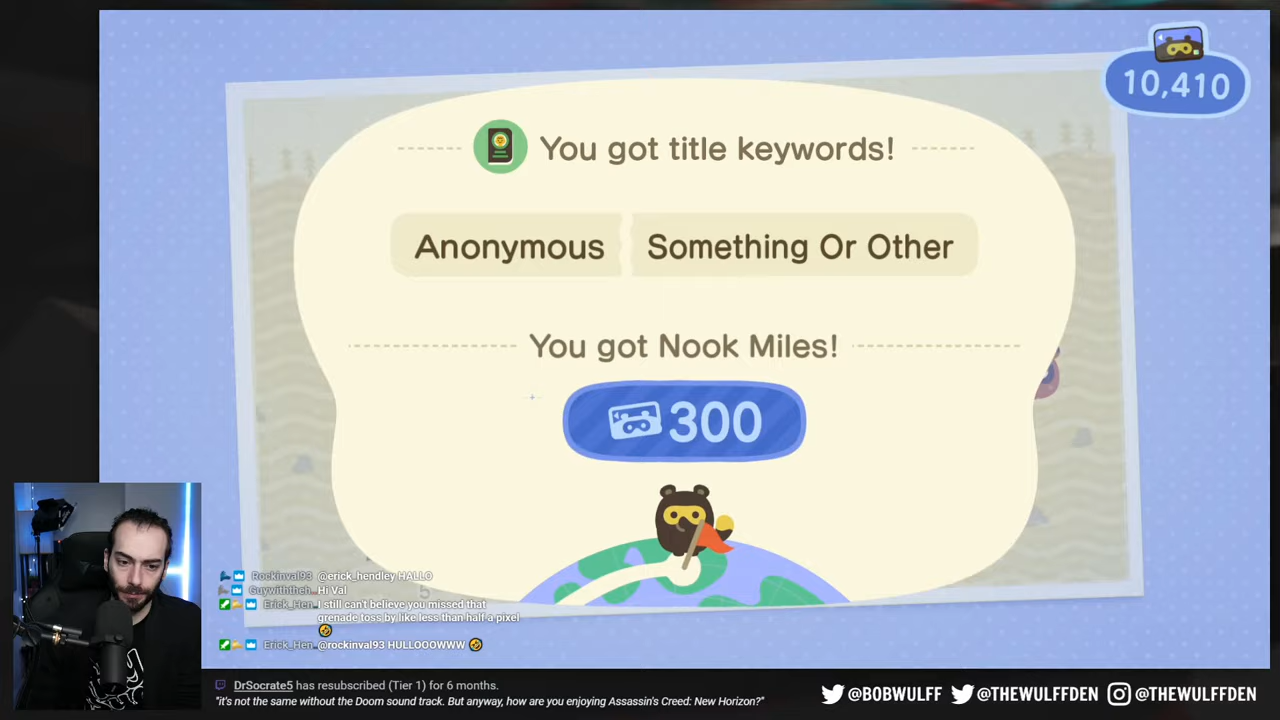 10,410
You got title keywords!
Anonymous Something Or Other
You got Nook Miles!
300
Rockinval93 @erick_hendley HALLO
Guywiththeh.. Hi Val
Erick_Hen.. I still can't believe you missed that
grenade toss by like less than half a pixel
Erick_Hen.. @rockinval93 HULLOOOWWW
DrSocrate5 has resubscribed (Tier 1) for 6 months.
"it's not the same without the Doom sound track. But anyway, how are you enjoying Assassin's Creed: New Horizon?"
@BOBWULFF @THEWULFFDEN @THEWULFFDEN